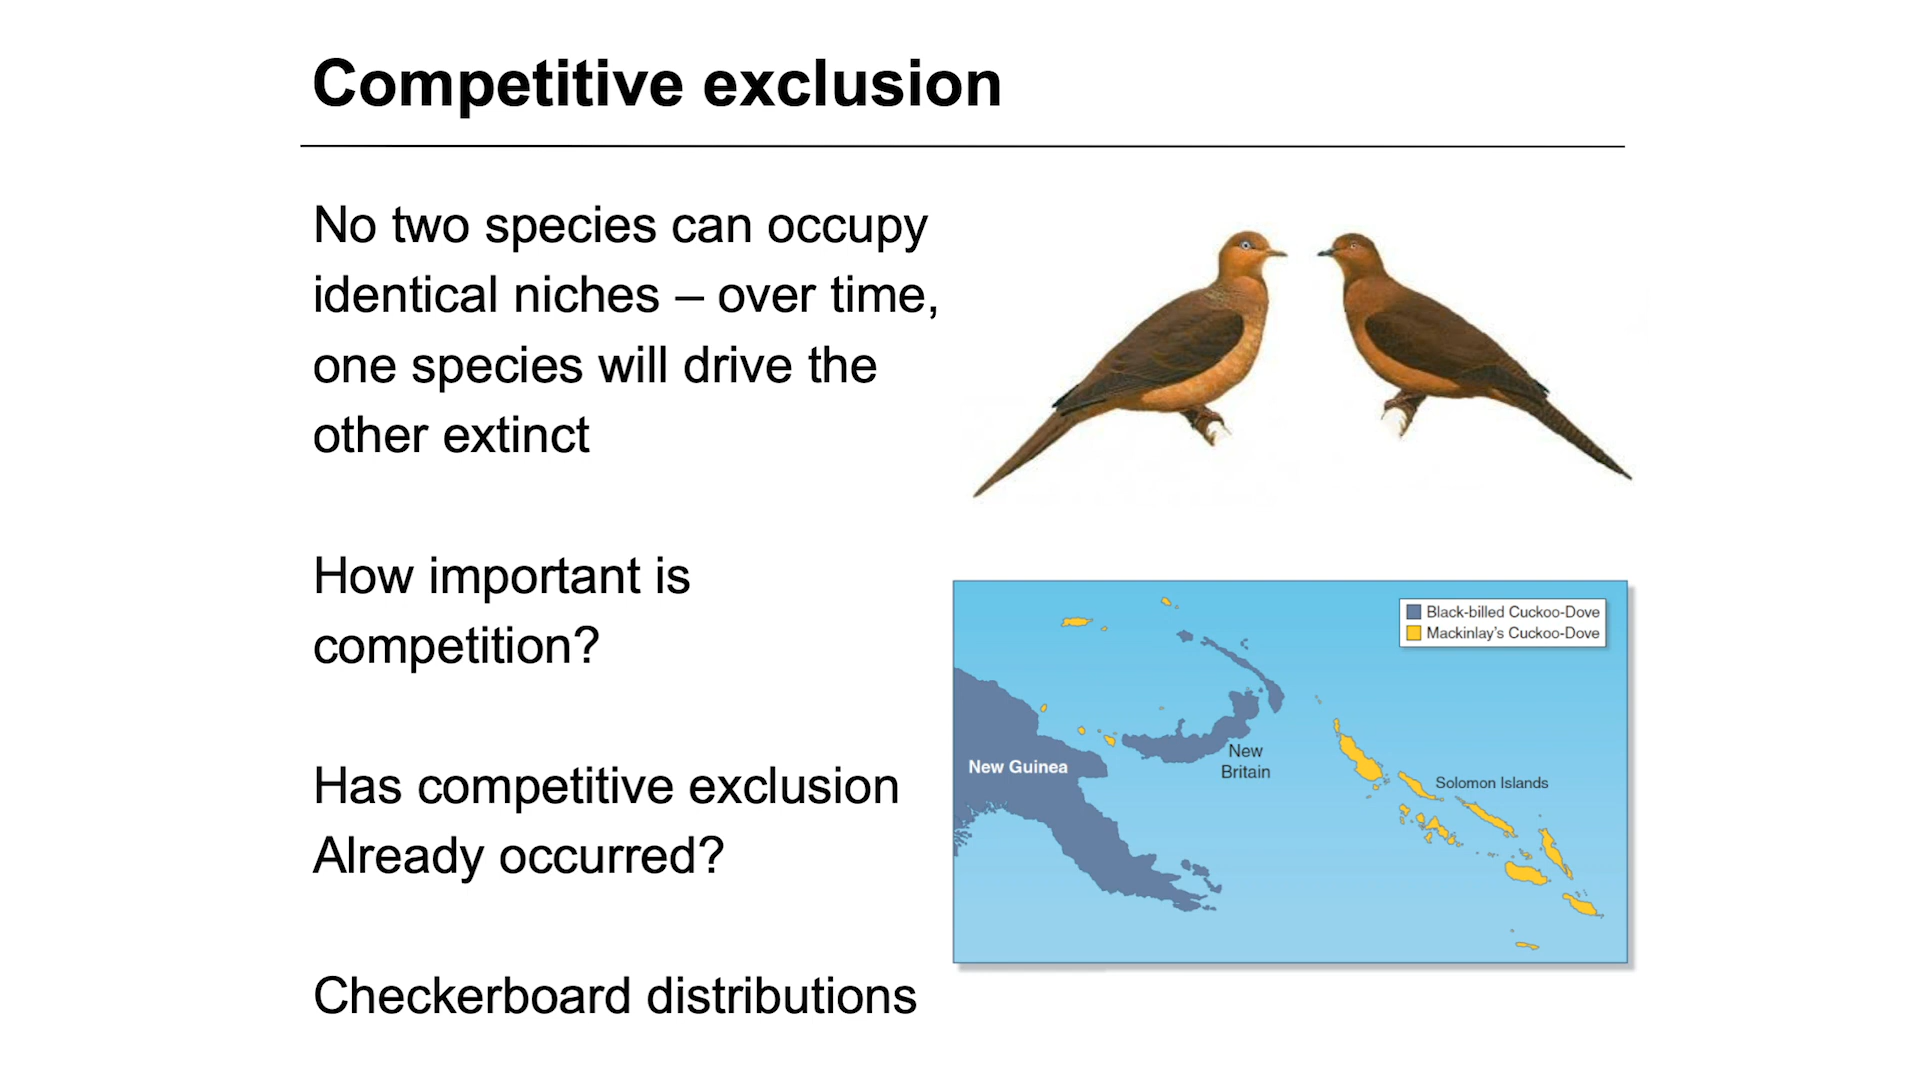 Competitive exclusion
No two species can occupy
identical niches – over time,
one species will drive the
other extinct
How important is
competition?
Has competitive exclusion
Already occurred?
Checkerboard distributions
Black-billed Cuckoo-Dove
Mackinlay's Cuckoo-Dove
New Guinea
New
Britain
Solomon Islands